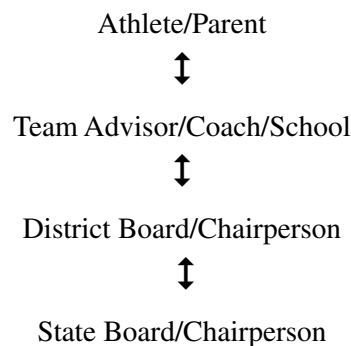 Athlete/Parent
Team Advisor/Coach/School
District Board/Chairperson
State Board/Chairperson